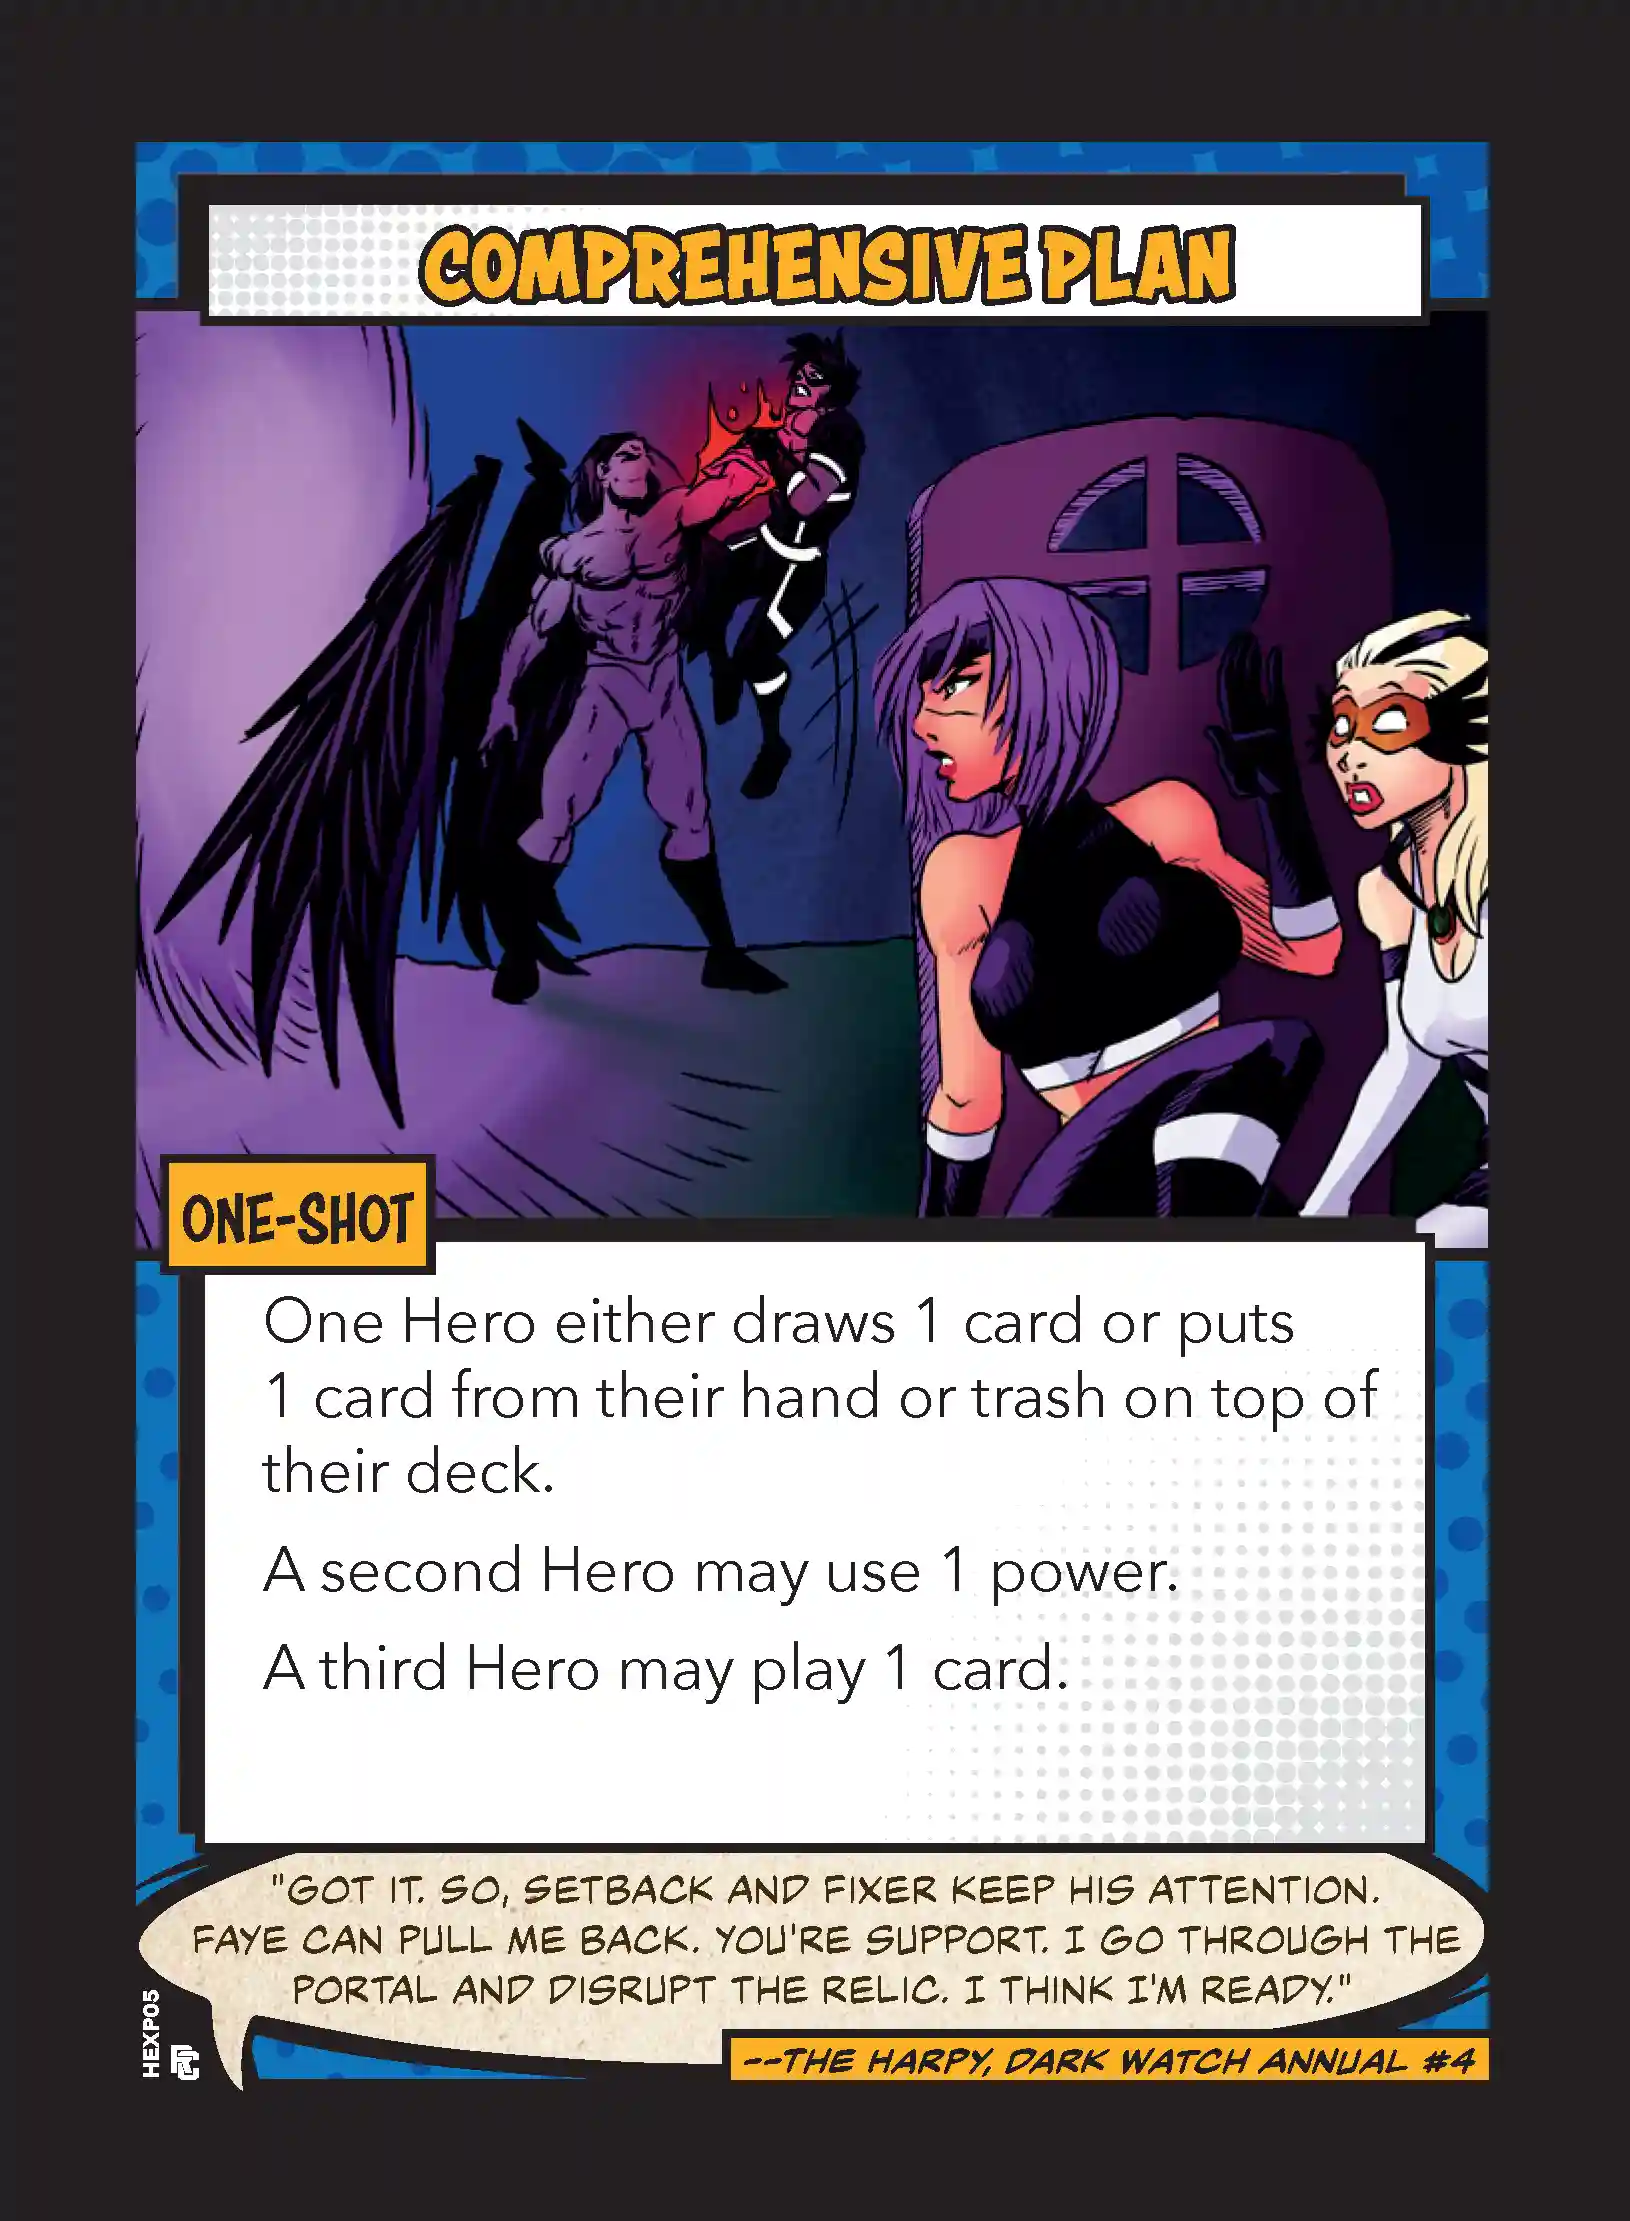 COMPREHENSIVE PLAN
ONE-SHOT
One Hero either draws 1 card or puts
1 card from their hand or trash on top of
their deck.
A second Hero may use 1 power.
A third Hero may play 1 card.
"GOT IT. SO, SETBACK AND FIXER KEEP HIS ATTENTION.
FAYE CAN PULL ME BACK. YOU'RE SUPPORT. I GO THROUGH THE
PORTAL AND DISRUPT THE RELIC. I THINK I'M READY."
--THE HARPY, DARK WATCH ANNUAL #4
HEXP05